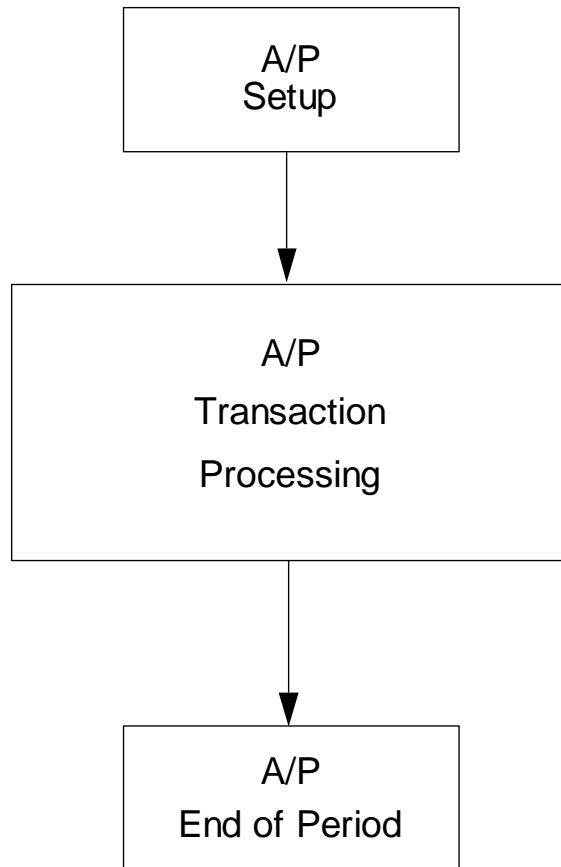 A/P
Setup
A/P
Transaction
Processing
A/P
End of Period